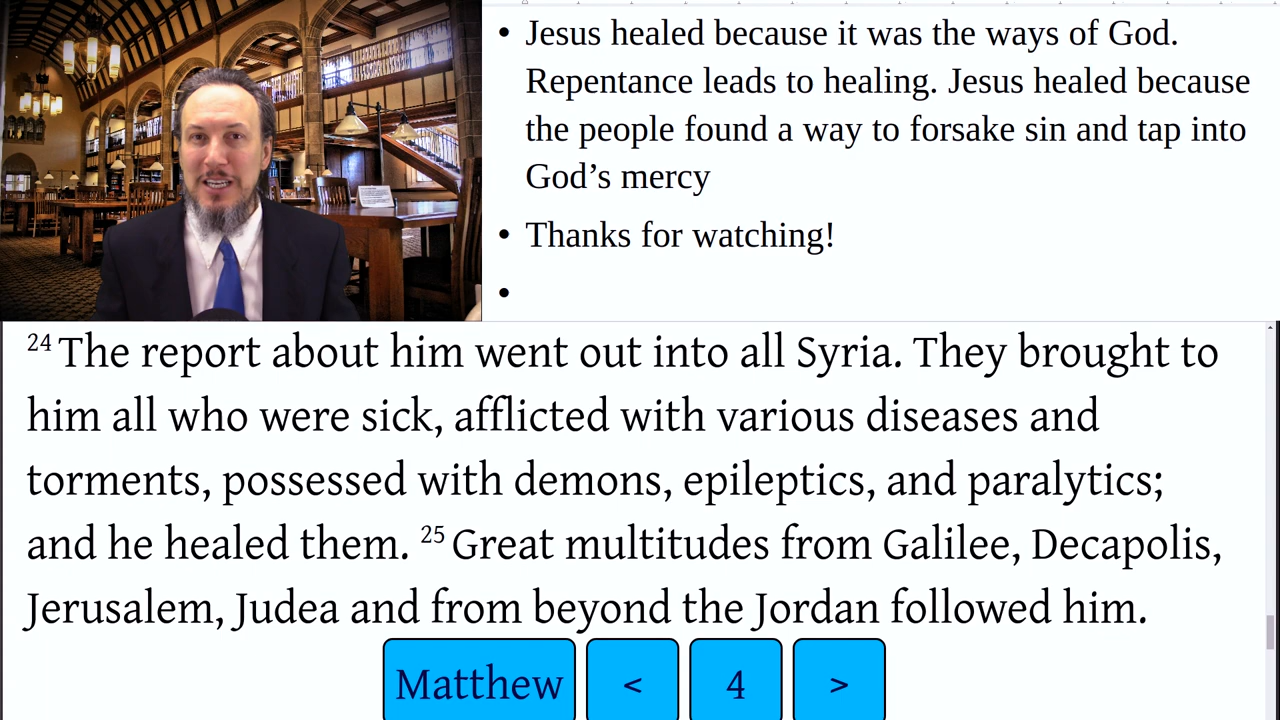 • Jesus healed because it was the ways of God.
Repentance leads to healing. Jesus healed because
the people found a way to forsake sin and tap into
God’s mercy
• Thanks for watching!
•
24 The report about him went out into all Syria. They brought to
him all who were sick, afflicted with various diseases and
torments, possessed with demons, epileptics, and paralytics;
and he healed them. 25 Great multitudes from Galilee, Decapolis,
Jerusalem, Judea and from beyond the Jordan followed him.
Matthew < 4 >